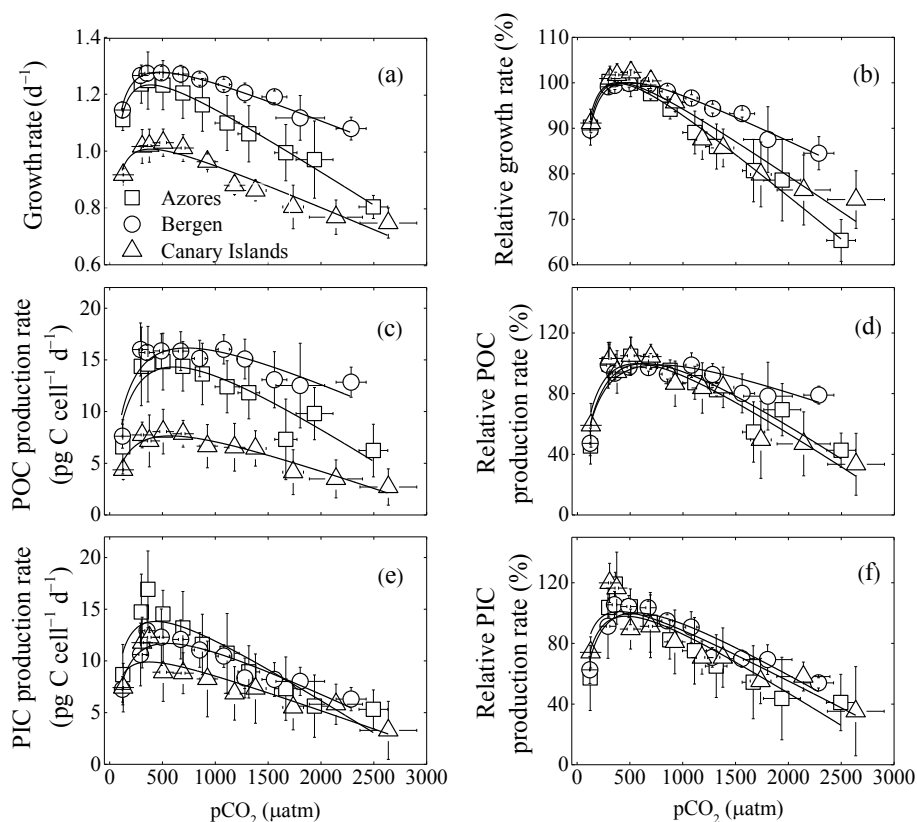 1.4
1.2
1.0
0.8
0.6
Growth rate (d⁻¹)
(a)
Azores
Bergen
Canary Islands
110
100
90
80
70
60
Relative growth rate (%)
(b)
20
15
10
5
0
POC production rate
(pg C cell⁻¹ d⁻¹)
(c)
120
80
40
0
Relative POC
production rate (%)
(d)
20
15
10
5
0
PIC production rate
(pg C cell⁻¹ d⁻¹)
(e)
0 500 1000 1500 2000 2500 3000
pCO₂ (µatm)
120
80
40
0
Relative PIC
production rate (%)
(f)
0 500 1000 1500 2000 2500 3000
pCO₂ (µatm)